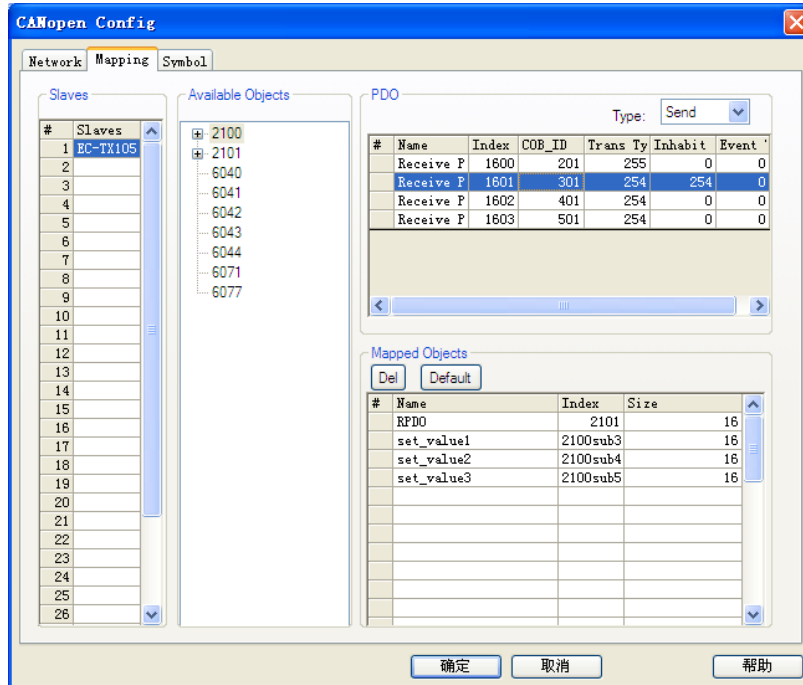 CANopen Config
Network Mapping Symbol
Slaves
# Slaves
1 EC-TX105
2
3
4
5
6
7
8
9
10
11
12
13
14
15
16
17
18
19
20
21
22
23
24
25
26
Available Objects
2100
2101
6040
6041
6042
6043
6044
6071
6077
PDO
Type: Send
# Name Index COB_ID Trans Ty Inhabit Event '
Receive P 1600 201 255 0 0
Receive P 1601 301 254 254 0
Receive P 1602 401 254 0 0
Receive P 1603 501 254 0 0
Mapped Objects
Del Default
# Name Index Size
RPDO 2101 16
set_value1 2100sub3 16
set_value2 2100sub4 16
set_value3 2100sub5 16
确定 取消 帮助